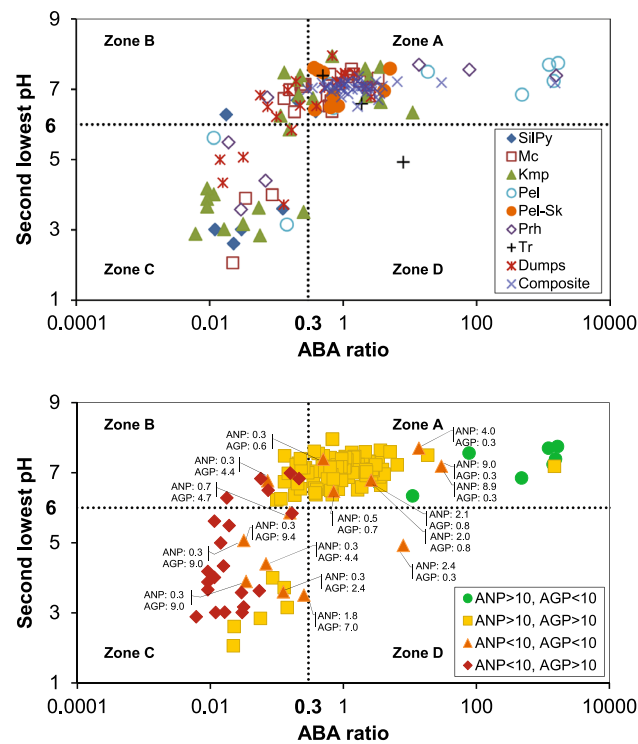 9
Zone B
Zone A
8
7
6
5
4
3
2
1
Second lowest pH
SilPy
Mc
Kmp
Pel
Pel-Sk
Prh
Tr
Dumps
Composite
Zone C
Zone D
0.0001
0.01
0.3
1
100
10000
ABA ratio
9
Zone B
Zone A
8
7
6
5
4
3
2
1
Second lowest pH
ANP: 0.3
AGP: 0.6
ANP: 4.0
AGP: 0.3
ANP: 0.3
AGP: 4.4
ANP: 9.0
AGP: 0.3
ANP: 8.9
AGP: 0.3
ANP: 0.7
AGP: 4.7
ANP: 0.3
AGP: 9.4
ANP: 0.5
AGP: 0.7
ANP: 2.1
AGP: 0.8
ANP: 2.0
AGP: 0.8
ANP: 0.3
AGP: 9.0
ANP: 0.3
AGP: 4.4
ANP: 2.4
AGP: 0.3
ANP: 0.3
AGP: 9.0
ANP: 0.3
AGP: 2.4
ANP: 1.8
AGP: 7.0
ANP>10, AGP<10
ANP>10, AGP>10
ANP<10, AGP<10
ANP<10, AGP>10
Zone C
Zone D
0.0001
0.01
0.3
1
100
10000
ABA ratio